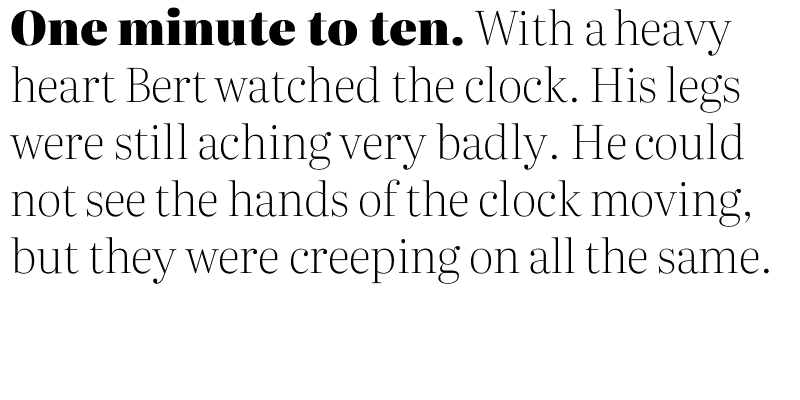 One minute to ten. With a heavy
heart Bert watched the clock. His legs
were still aching very badly. He could
not see the hands of the clock moving,
but they were creeping on all the same.